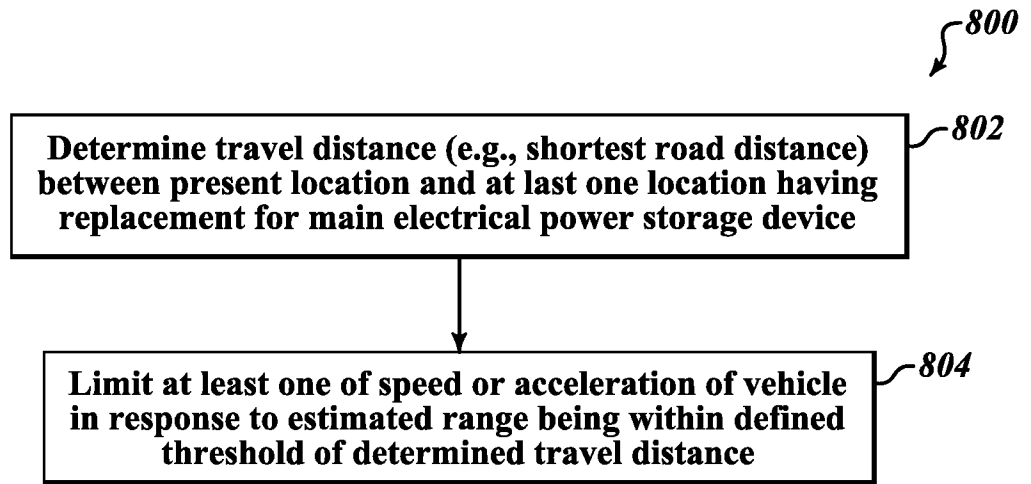 800
802
Determine travel distance (e.g., shortest road distance)
between present location and at last one location having
replacement for main electrical power storage device
804
Limit at least one of speed or acceleration of vehicle
in response to estimated range being within defined
threshold of determined travel distance